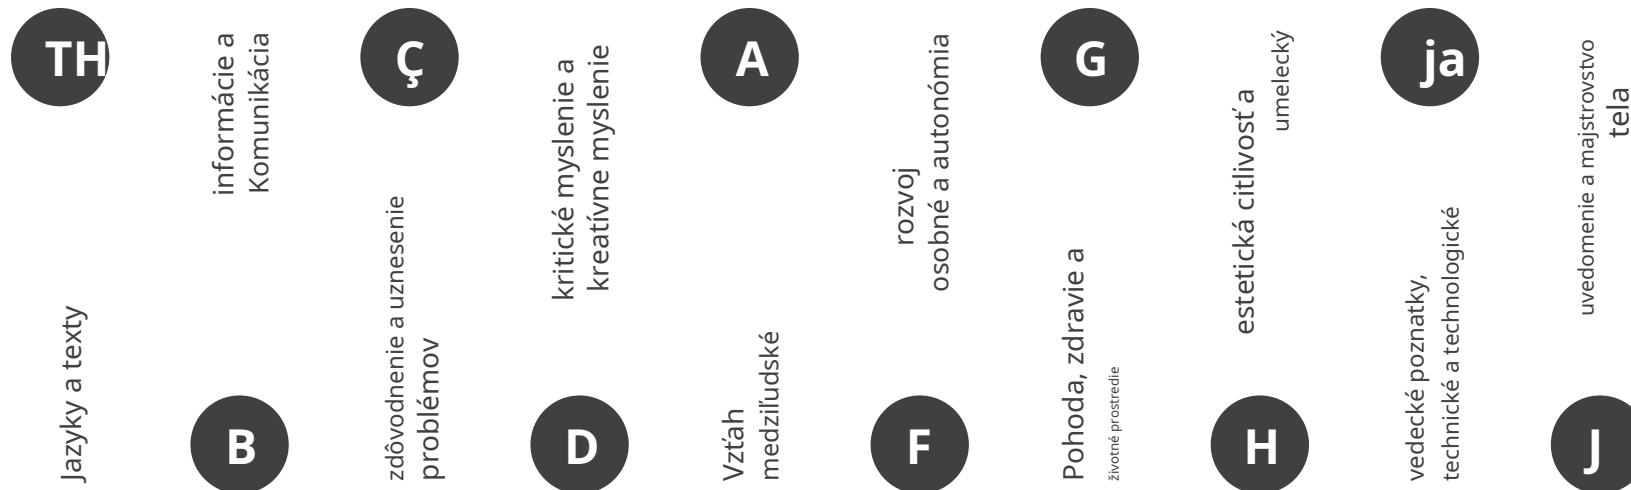 TH
Jazyky a texty
informácie a
Komunikácia
B
Ç
zdôvodnenie a uznesenie
problémov
kritické myslenie a
kreatívne myslenie
D
A
Vzťah
medziľudské
rozvoj
osobné a autonómia
F
G
Pohoda, zdravie a
životné prostredie
estetická citlivosť a
umelecký
H
ja
vedecké poznatky,
technické a technologické
uvedomenie a majstrovstvo
tela
J